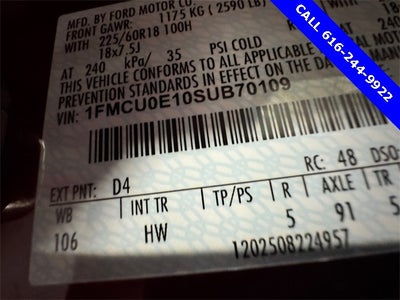 MFD. BY FORD MOTOR CO.
FRONT GAWR: 1175 KG ( 2590 LB)
WITH 225/60R18 100H
18x7.5J
AT 240 kPa/ 35 PSI COLD
THIS VEHICLE CONFORMS TO ALL APPLICABLE
PREVENTION STANDARDS IN EFFECT ON THE DA
VIN: 1FMCU0E10SUB70109
EXT PNT: D4 RC: 48 DSO:
WB INT TR TP/PS R AXLE TR
106 HW 5 91 5
1202508224957
CALL 616-244-9922